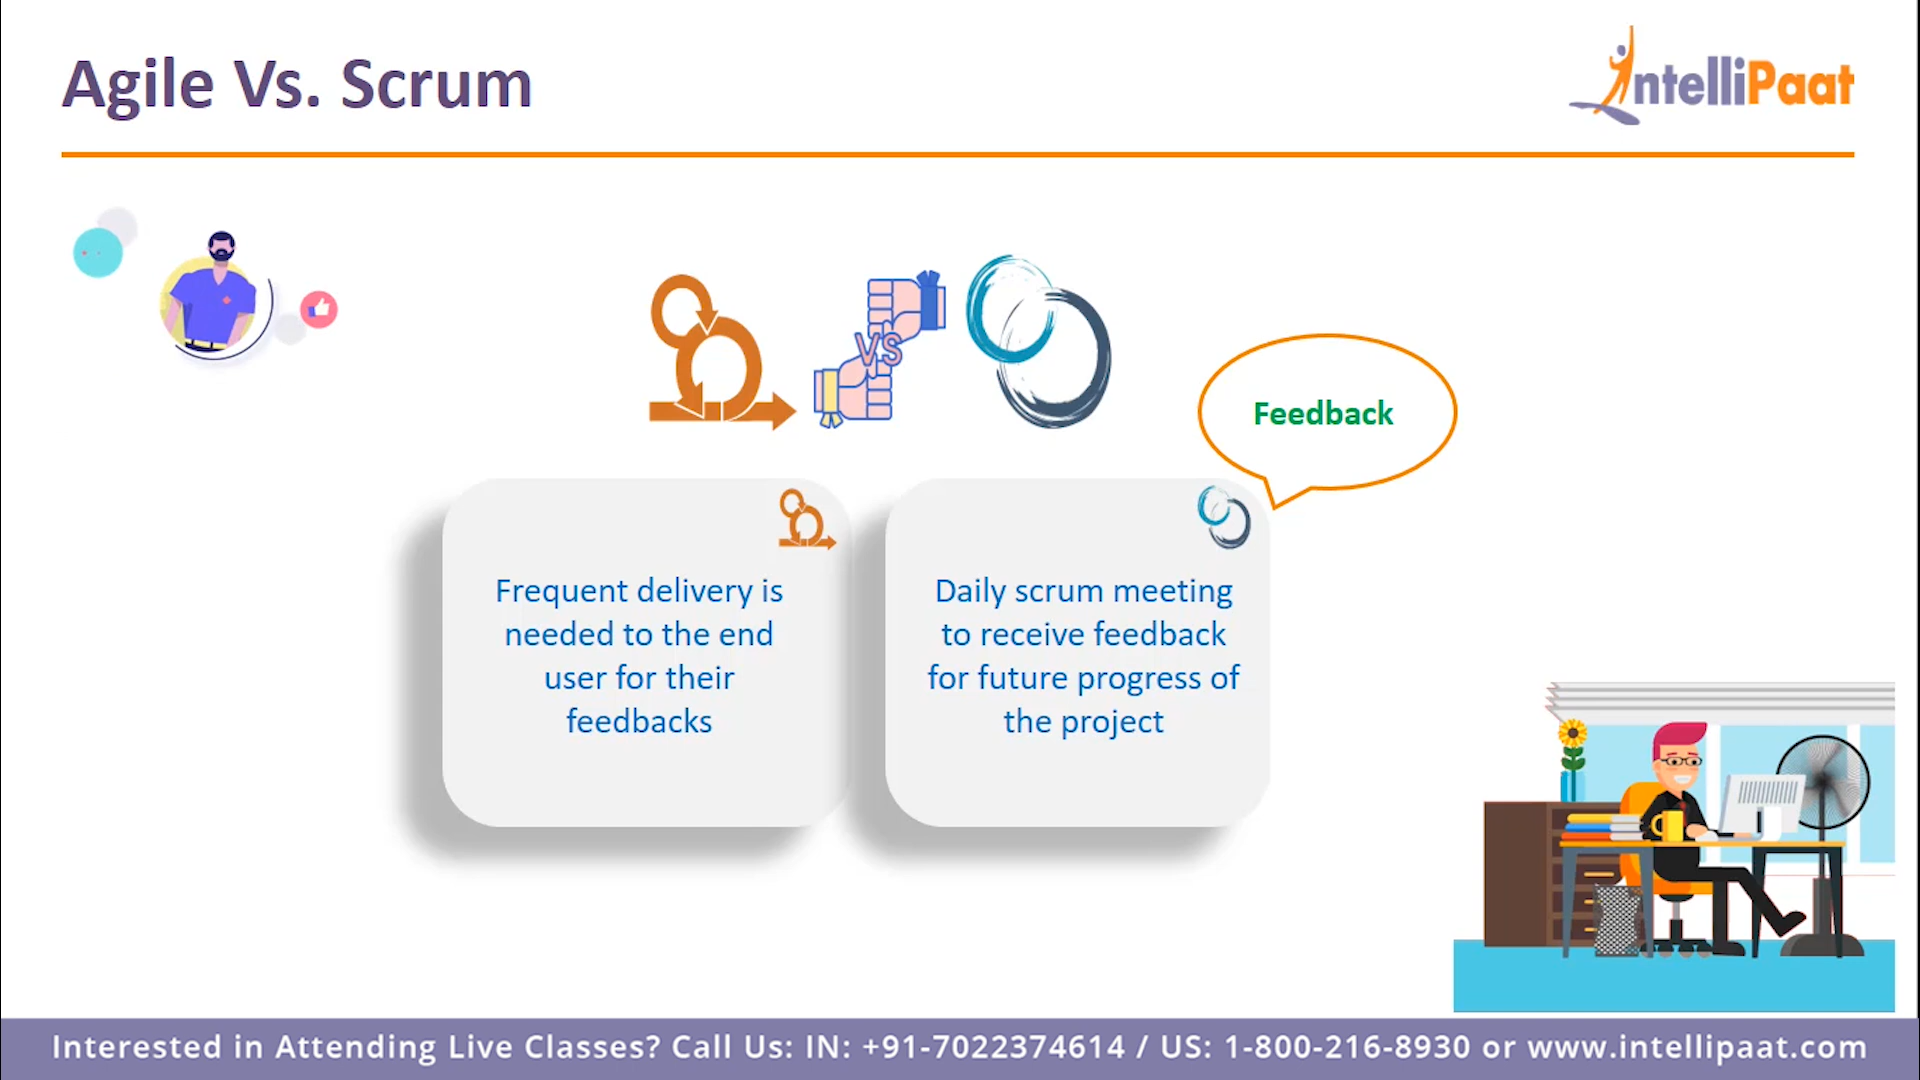 Agile Vs. Scrum
IntelliPaat
VS
Feedback
Frequent delivery is
needed to the end
user for their
feedbacks
Daily scrum meeting
to receive feedback
for future progress of
the project
Interested in Attending Live Classes? Call Us: IN: +91-7022374614 / US: 1-800-216-8930 or www.intellipaat.com